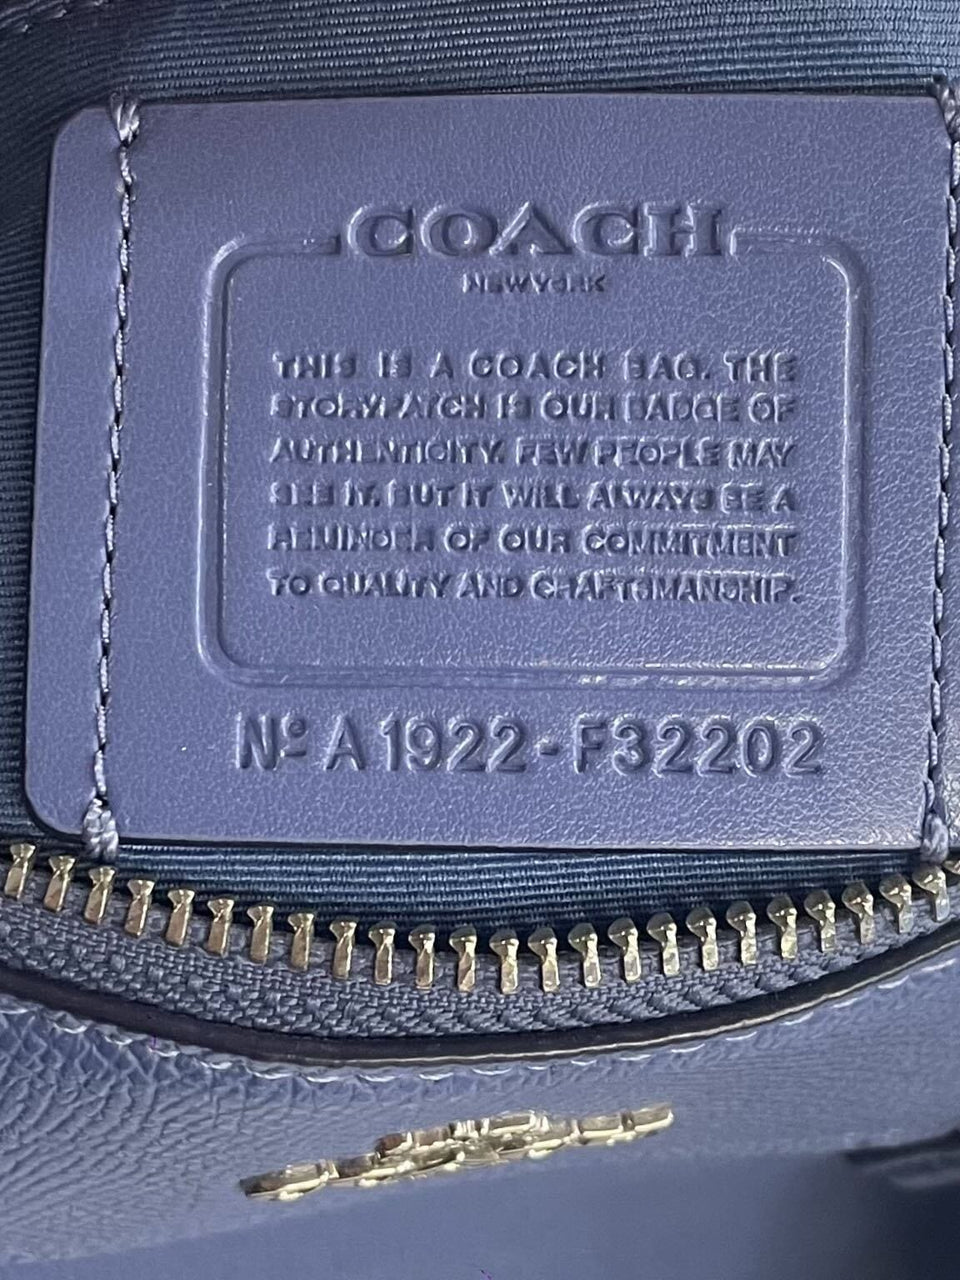 COACH
NEW YORK
THIS IS A COACH BAG. THE
STORYPATCH IS OUR BADGE OF
AUTHENTICITY. FEW PEOPLE MAY
SEE IT. BUT IT WILL ALWAYS BE A
REMINDER OF OUR COMMITMENT
TO QUALITY AND CRAFTSMANSHIP.
Nº A1922-F32202